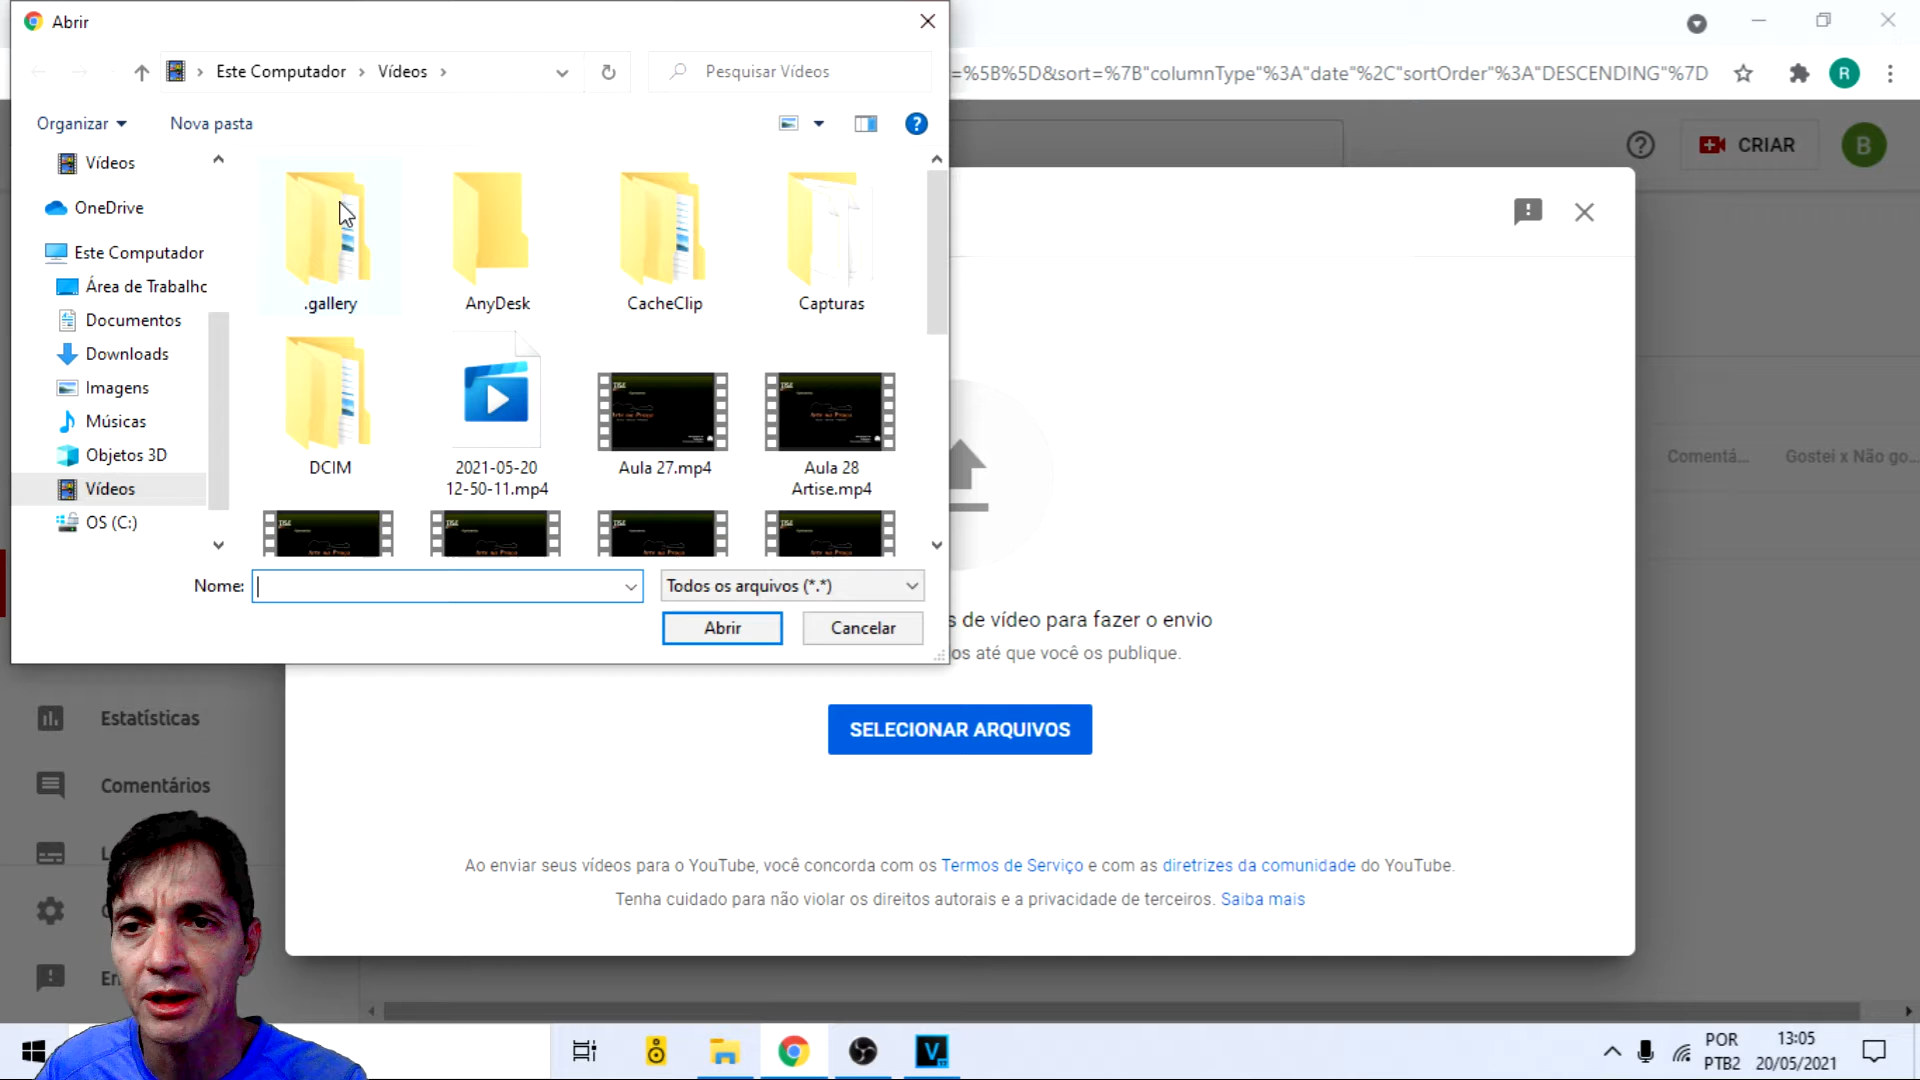 Abrir
Este Computador
Vídeos
Pesquisar Vídeos
=%5B%5D&sort=%7B"columnType"%3A"date"%2C"sortOrder"%3A"DESCENDING"%7D
R
Organizar
Nova pasta
?
CRIAR
B
Vídeos
OneDrive
Este Computador
Área de Trabalho
Documentos
Downloads
Imagens
Músicas
Objetos 3D
Vídeos
OS (C:)
.gallery
AnyDesk
CacheClip
Capturas
DCIM
2021-05-20
12-50-11.mp4
Aula 27.mp4
Aula 28
Artise.mp4
Comentá...
Gostei x Não go...
Nome:
Todos os arquivos (*.*)
Abrir
Cancelar
s de vídeo para fazer o envio
os até que você os publique.
SELECIONAR ARQUIVOS
Estatísticas
Comentários
Ao enviar seus vídeos para o YouTube, você concorda com os Termos de Serviço e com as diretrizes da comunidade do YouTube.
Tenha cuidado para não violar os direitos autorais e a privacidade de terceiros. Saiba mais
POR
PTB2
13:05
20/05/2021